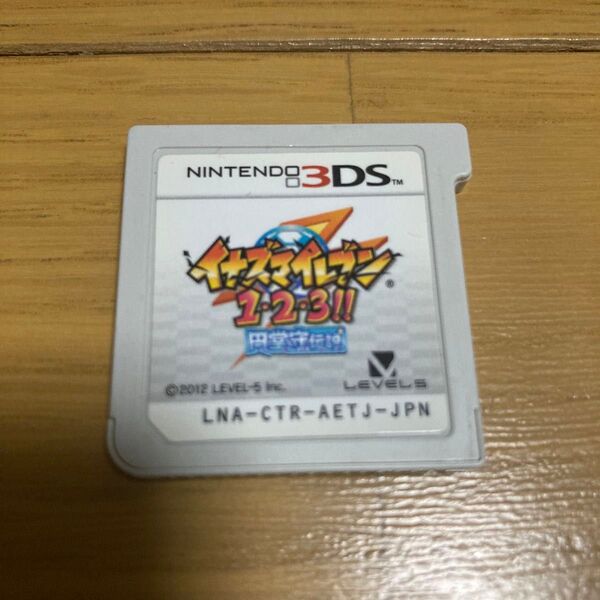 NINTENDO 3DS™
イナズマイレブン®
1・2・3!!
円堂守伝説
©2012 LEVEL-5 Inc.
LEVEL5
LNA-CTR-AETJ-JPN